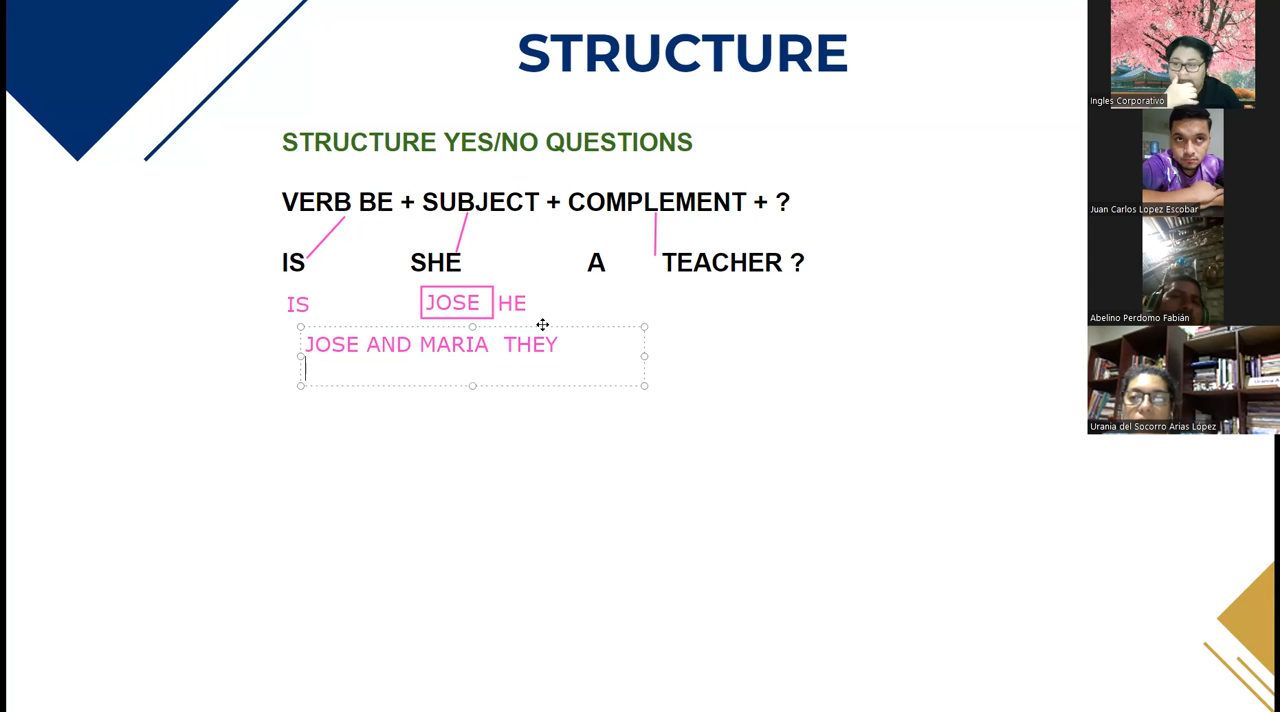 STRUCTURE
STRUCTURE YES/NO QUESTIONS
VERB BE + SUBJECT + COMPLEMENT + ?
IS SHE A TEACHER ?
IS JOSE HE
JOSE AND MARIA THEY
Ingles Corporativo
Juan Carlos Lopez Escobar
Abelino Perdomo Fabián
Urania del Socorro Arias López